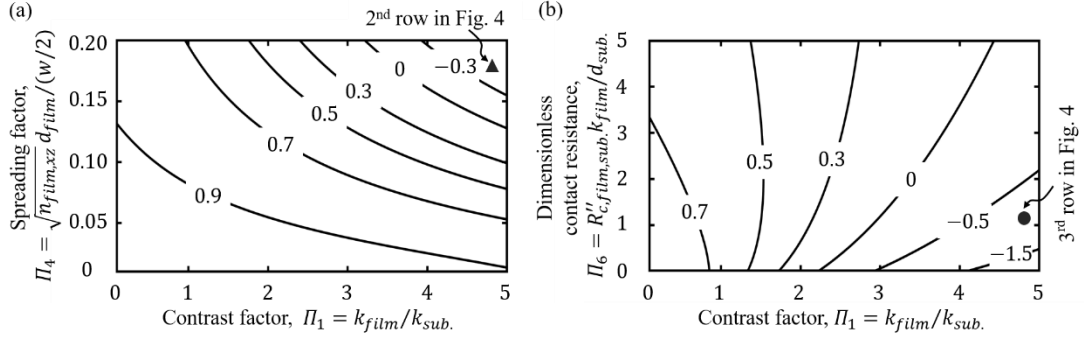 (a)
2nd row in Fig. 4
Spreading factor,
Π4 = √nfilm,xz dfilm/(w/2)
0.20
0.15
0.10
0.05
0
0.9
0.7
0.5
0.3
0
−0.3
0 1 2 3 4 5
Contrast factor, Π1 = kfilm/ksub.
(b)
Dimensionless
contact resistance,
Π6 = R″c,film,sub.kfilm/dsub.
5
4
3
2
1
0
0.7
0.5
0.3
0
−0.5
−1.5
0 1 2 3 4 5
Contrast factor, Π1 = kfilm/ksub.
3rd row in Fig. 4